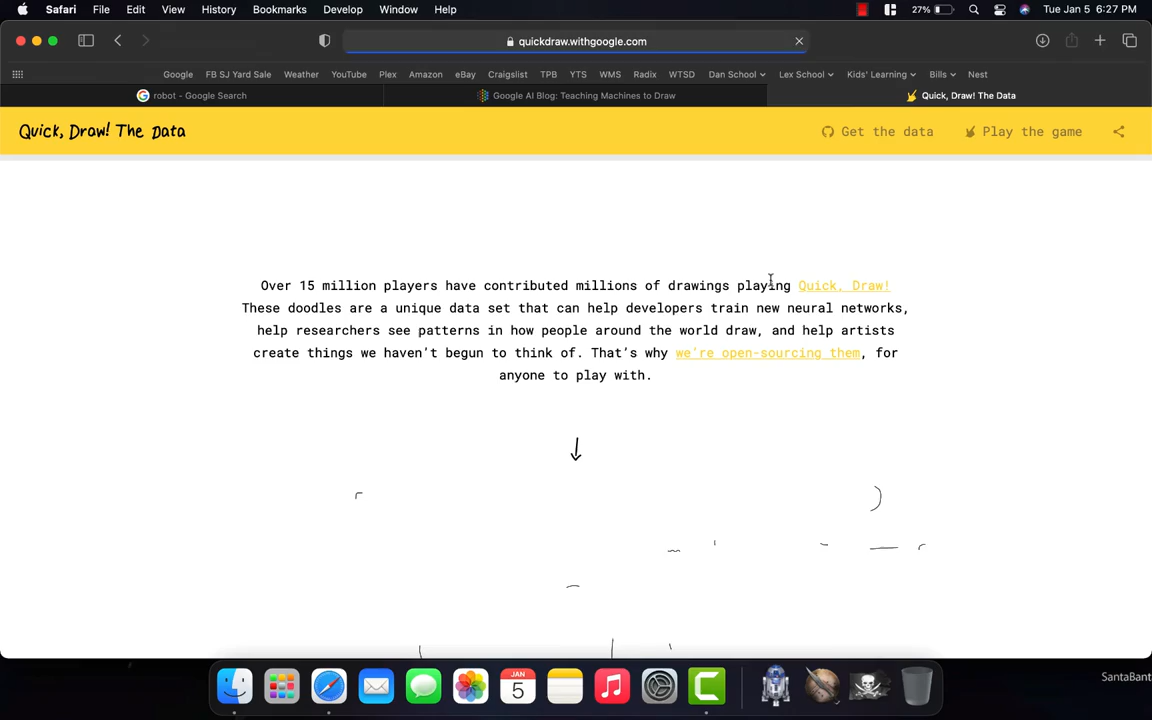 Safari File Edit View History Bookmarks Develop Window Help 27% Tue Jan 5 6:27 PM
quickdraw.withgoogle.com
Google FB SJ Yard Sale Weather YouTube Plex Amazon eBay Craigslist TPB YTS WMS Radix WTSD Dan School Lex School Kids' Learning Bills Nest
robot - Google Search Google AI Blog: Teaching Machines to Draw Quick, Draw! The Data
Quick, Draw! The Data Get the data Play the game
Over 15 million players have contributed millions of drawings playing Quick, Draw!
These doodles are a unique data set that can help developers train new neural networks,
help researchers see patterns in how people around the world draw, and help artists
create things we haven't begun to think of. That's why we're open-sourcing them, for
anyone to play with.
JAN
5
SantaBant